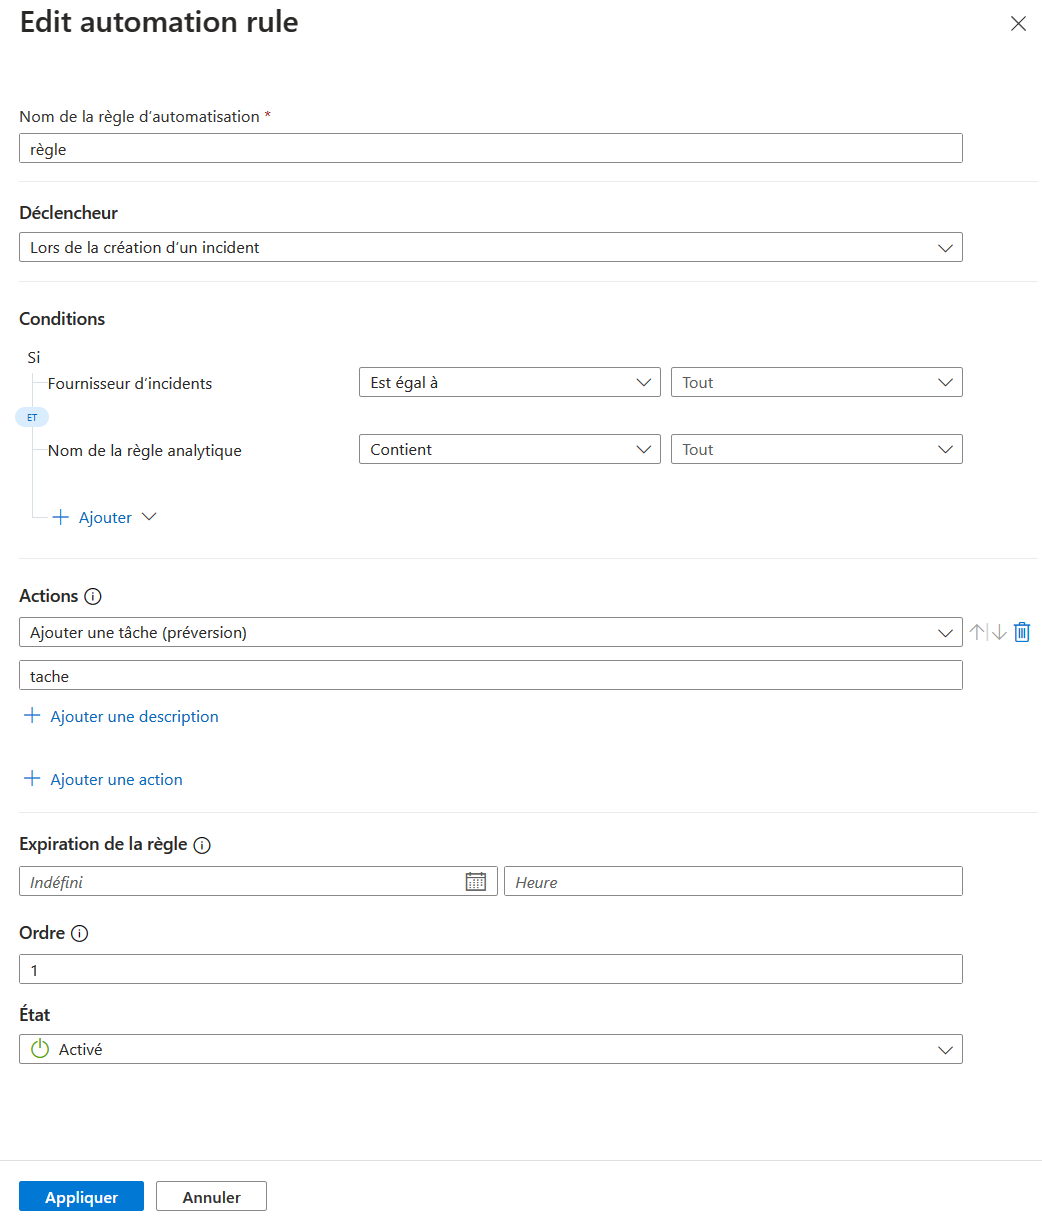 Edit automation rule
Nom de la règle d'automatisation *
règle
Déclencheur
Lors de la création d'un incident
Conditions
Si
Fournisseur d'incidents Est égal à Tout
ET
Nom de la règle analytique Contient Tout
Ajouter
Actions
Ajouter une tâche (préversion)
tache
Ajouter une description
Ajouter une action
Expiration de la règle
Indéfini Heure
Ordre
1
État
Activé
Appliquer Annuler